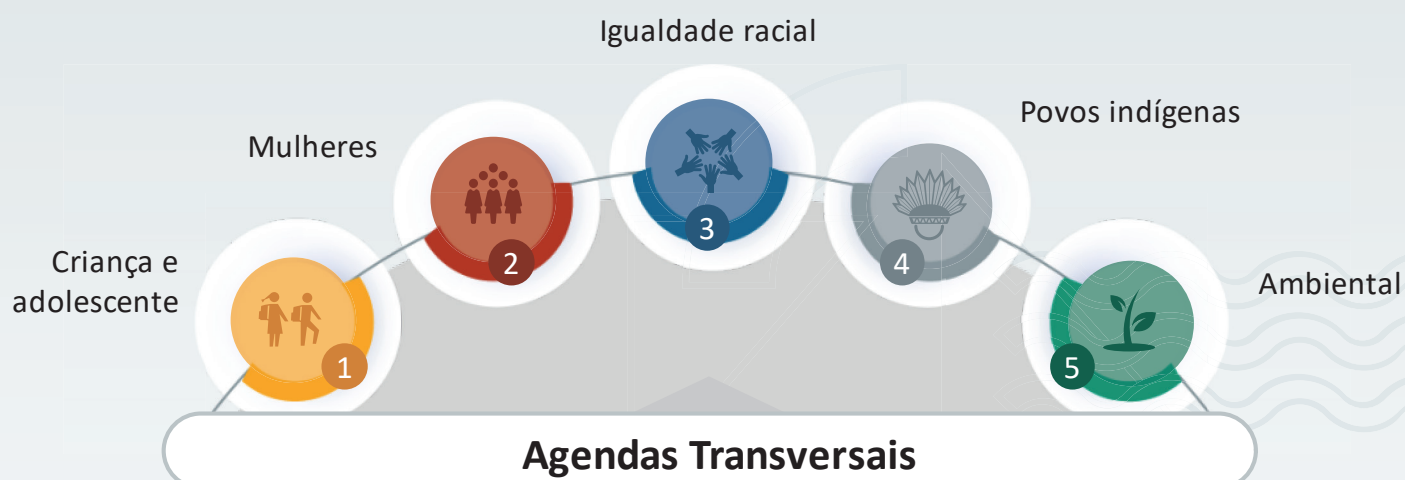 Igualdade racial
Mulheres
Povos indígenas
Criança e
adolescente
Ambiental
1
2
3
4
5
Agendas Transversais